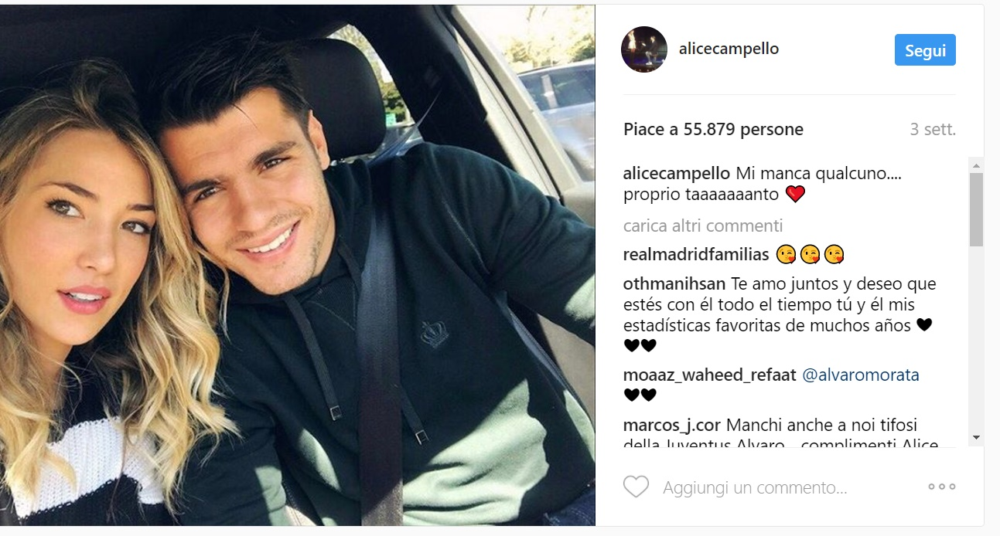 alicecampello
Segui
Piace a 55.879 persone
3 sett.
alicecampello Mi manca qualcuno....
proprio taaaaaaanto ❤️
carica altri commenti
realmadridfamilias 😘😘😘
othmanihsan Te amo juntos y deseo que
estés con él todo el tiempo tú y él mis
estadísticas favoritas de muchos años 🖤
🖤🖤
moaaz_waheed_refaat @alvaromorata
🖤🖤
marcos_j.cor Manchi anche a noi tifosi
della Juventus Alvaro... complimenti Alice
Aggiungi un commento...